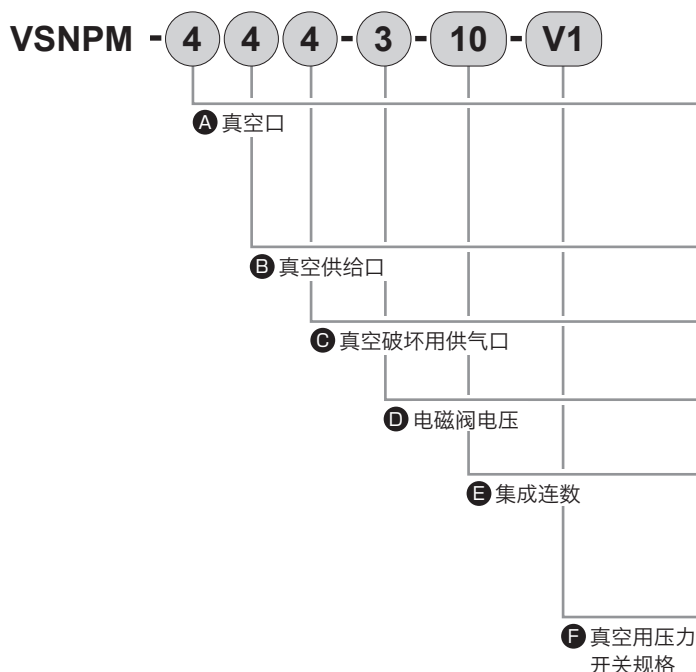 VSNPM - 4 4 4 - 3 - 10 - V1
A 真空口
B 真空供给口
C 真空破坏用供气口
D 电磁阀电压
E 集成连数
F 真空用压力
开关规格